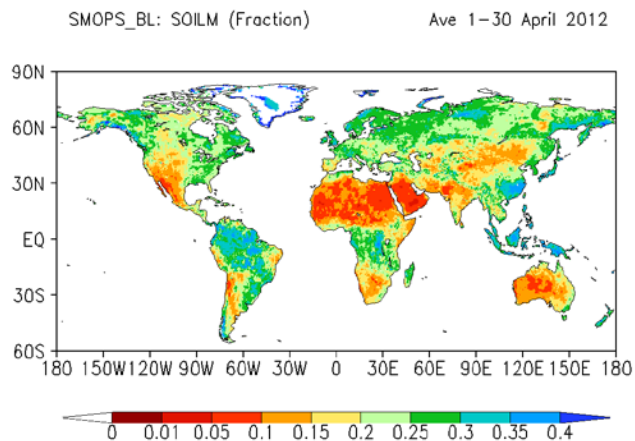 SMOPS_BL: SOILM (Fraction) Ave 1-30 April 2012
90N
60N
30N
EQ
30S
60S
180 150W 120W 90W 60W 30W 0 30E 60E 90E 120E 150E 180
0 0.01 0.05 0.1 0.15 0.2 0.25 0.3 0.35 0.4